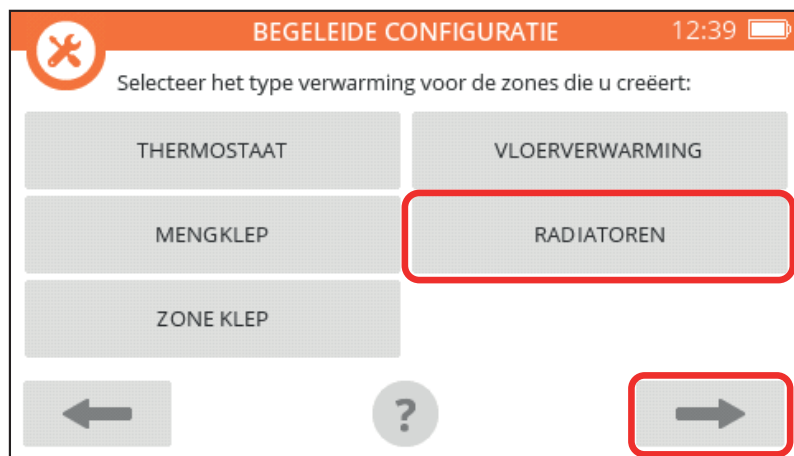 BEGELEIDE CONFIGURATIE 12:39
Selecteer het type verwarming voor de zones die u creëert:
THERMOSTAAT VLOERVERWARMING
MENGKLEP RADIATOREN
ZONE KLEP
?